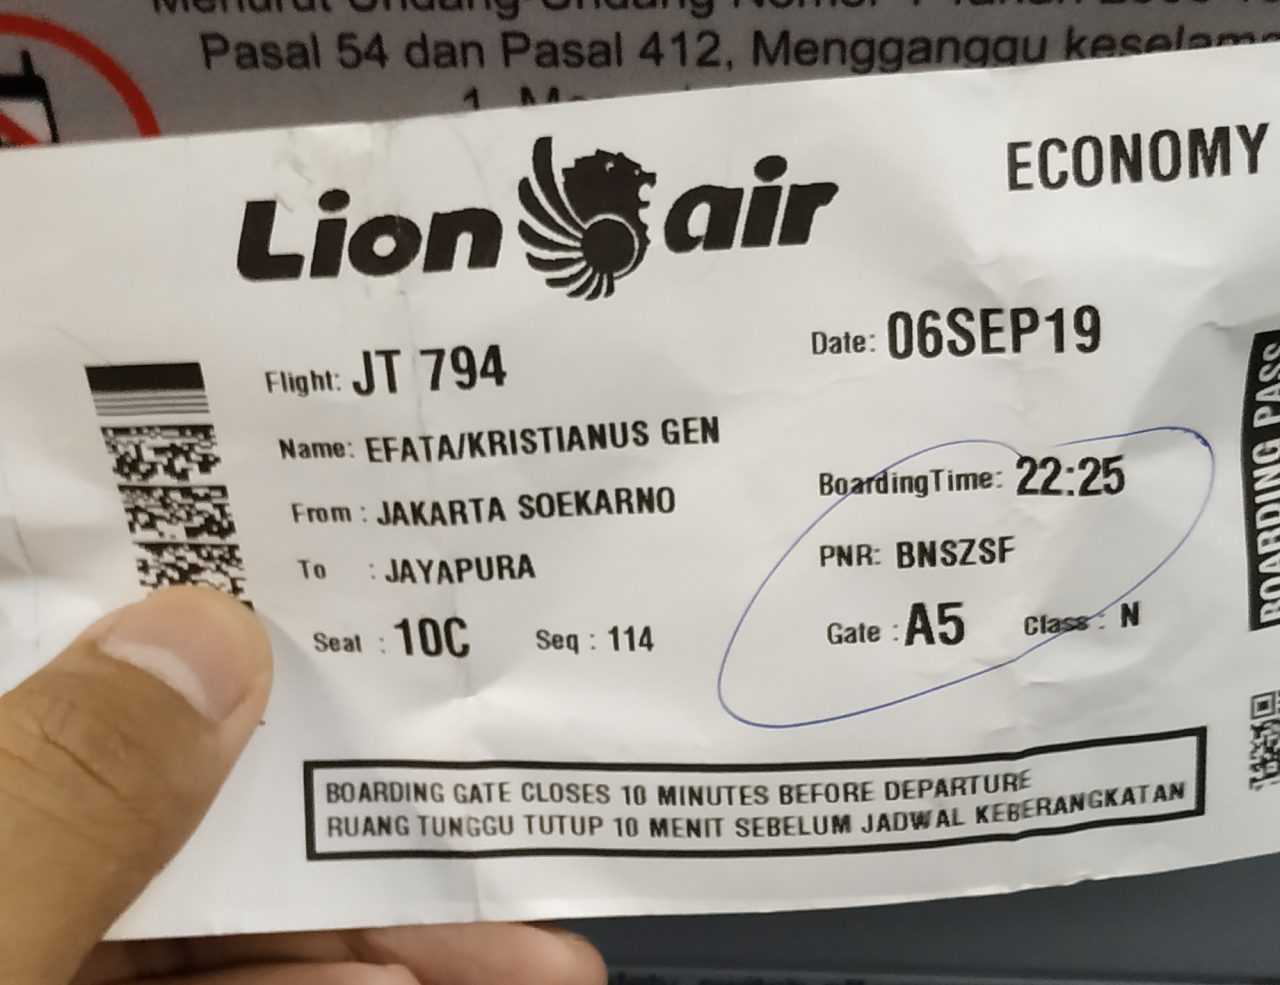 Pasal 54 dan Pasal 412, Mengganggu keselama
Lion air
ECONOMY
Flight: JT 794
Date: 06SEP19
Name: EFATA/KRISTIANUS GEN
From : JAKARTA SOEKARNO
BoardingTime: 22:25
To : JAYAPURA
PNR: BNSZSF
Seat : 10C Seq : 114
Gate : A5 Class : N
BOARDING PASS
BOARDING GATE CLOSES 10 MINUTES BEFORE DEPARTURE
RUANG TUNGGU TUTUP 10 MENIT SEBELUM JADWAL KEBERANGKATAN